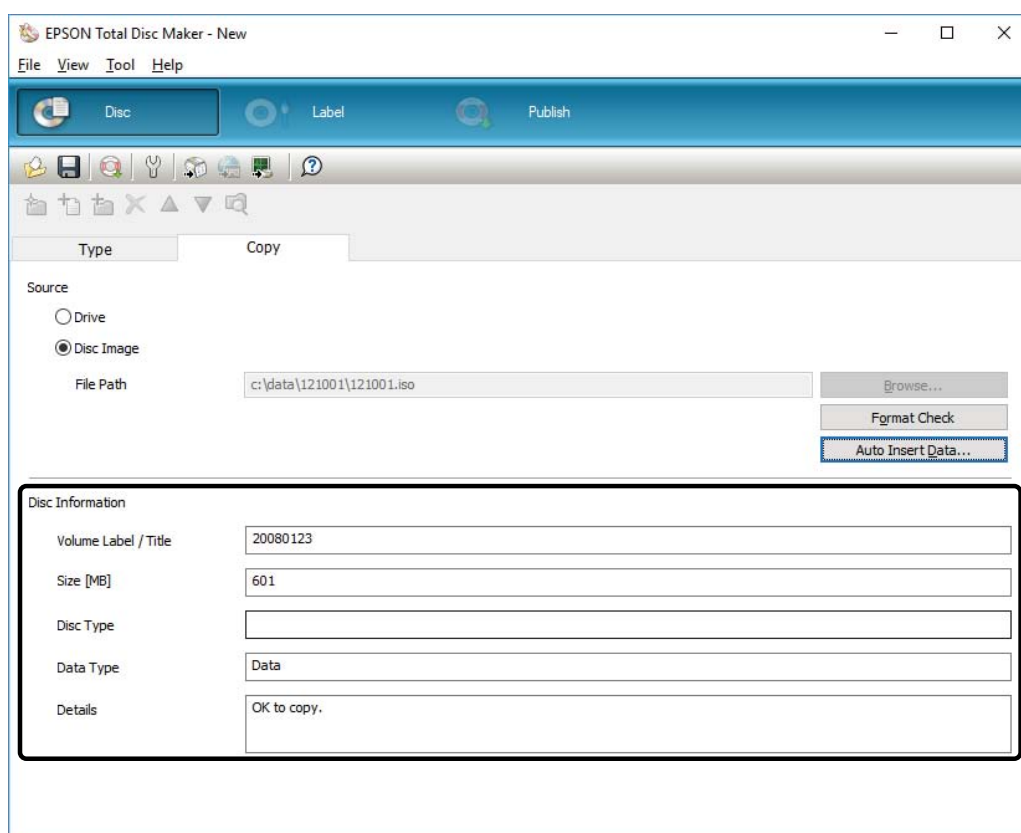 EPSON Total Disc Maker - New
File View Tool Help
Disc Label Publish
Type Copy
Source
Drive
Disc Image
File Path c:\data\121001\121001.iso Browse...
Format Check
Auto Insert Data...
Disc Information
Volume Label / Title 20080123
Size [MB] 601
Disc Type
Data Type Data
Details OK to copy.